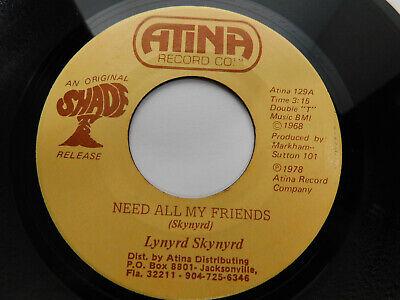 ATINA
RECORD CO.™
AN ORIGINAL
SHADE
RELEASE
Atina 129A
Time 3:15
Double "T"
Music BMI
©1968
Produced by
Markham-
Sutton 101
℗ 1978
Atina Record
Company
NEED ALL MY FRIENDS
(Skynyrd)
Lynyrd Skynyrd
Dist. by Atina Distributing
P.O. Box 8801- Jacksonville,
Fla. 32211 - 904-725-6346